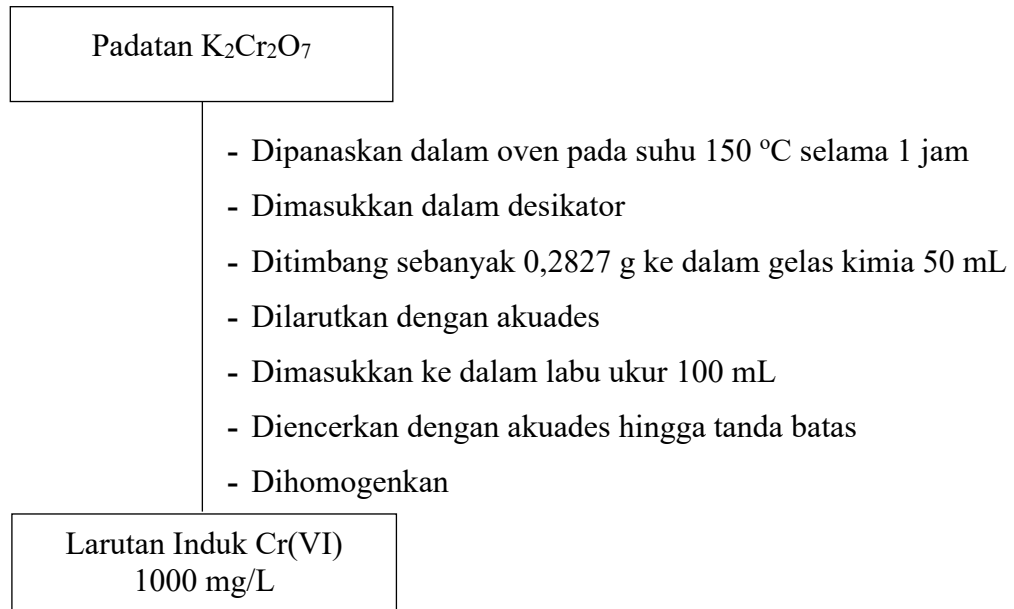 Padatan K₂Cr₂O₇
- Dipanaskan dalam oven pada suhu 150 ºC selama 1 jam
- Dimasukkan dalam desikator
- Ditimbang sebanyak 0,2827 g ke dalam gelas kimia 50 mL
- Dilarutkan dengan akuades
- Dimasukkan ke dalam labu ukur 100 mL
- Diencerkan dengan akuades hingga tanda batas
- Dihomogenkan
Larutan Induk Cr(VI)
1000 mg/L